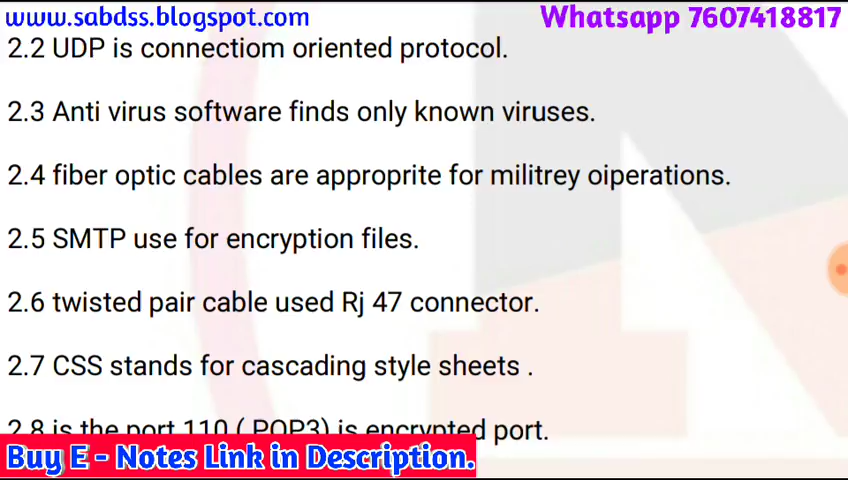 www.sabdss.blogspot.com Whatsapp 7607418817
2.2 UDP is connectiom oriented protocol.
2.3 Anti virus software finds only known viruses.
2.4 fiber optic cables are approprite for militrey oiperations.
2.5 SMTP use for encryption files.
2.6 twisted pair cable used Rj 47 connector.
2.7 CSS stands for cascading style sheets .
2.8 is the port 110 ( POP3) is encrypted port.
Buy E - Notes Link in Description.